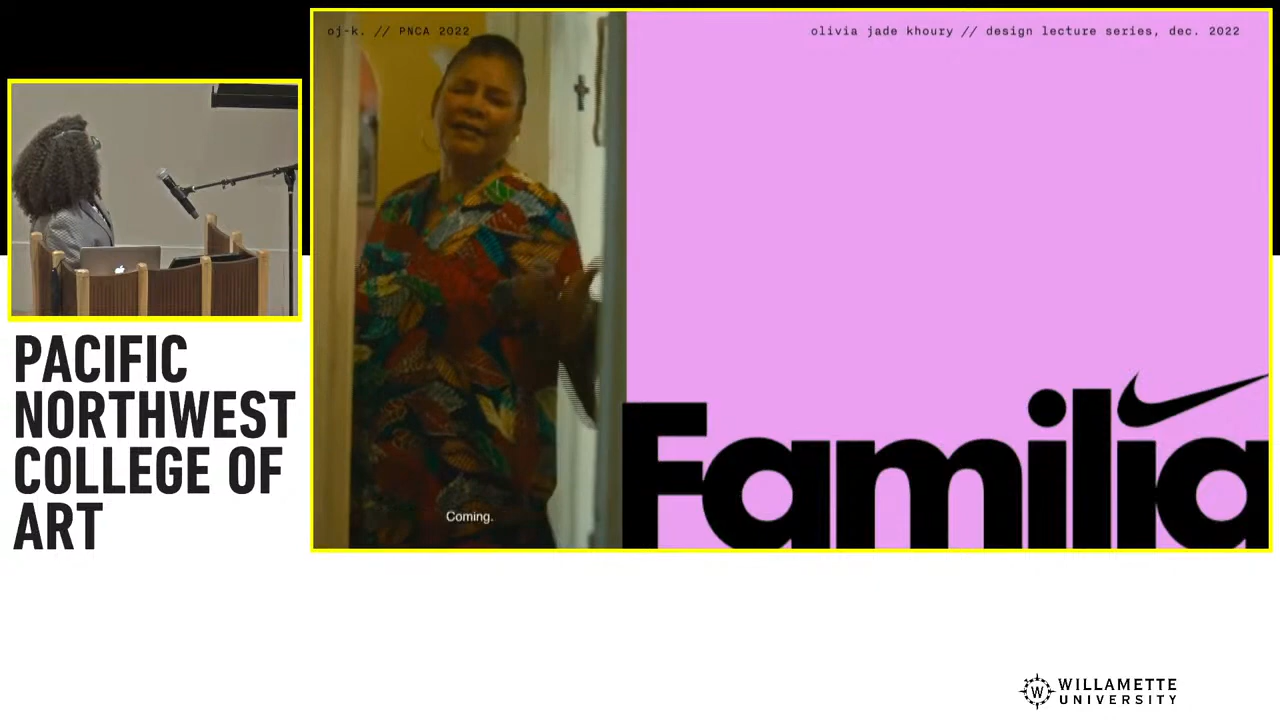 oj-k. // PNCA 2022
olivia jade khoury // design lecture series, dec. 2022
Coming.
Familía
PACIFIC
NORTHWEST
COLLEGE OF
ART
W
WILLAMETTE
UNIVERSITY